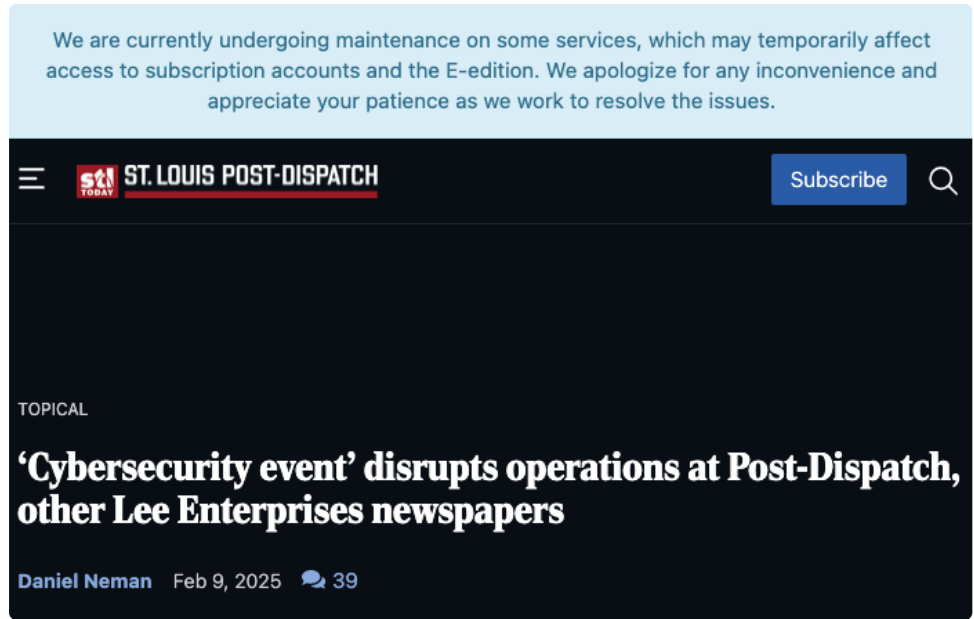 We are currently undergoing maintenance on some services, which may temporarily affect
access to subscription accounts and the E-edition. We apologize for any inconvenience and
appreciate your patience as we work to resolve the issues.
stl
TODAY
ST. LOUIS POST-DISPATCH
Subscribe
TOPICAL
‘Cybersecurity event’ disrupts operations at Post-Dispatch,
other Lee Enterprises newspapers
Daniel Neman Feb 9, 2025 39